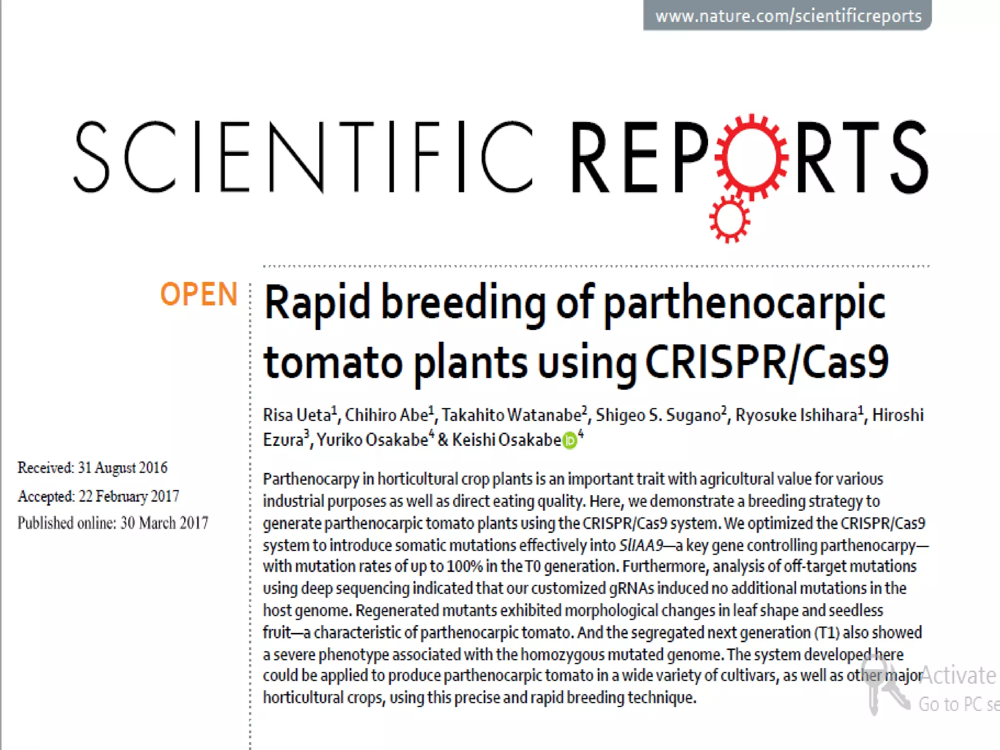 www.nature.com/scientificreports
SCIENTIFIC REPORTS
OPEN
Rapid breeding of parthenocarpic
tomato plants using CRISPR/Cas9
Risa Ueta¹, Chihiro Abe¹, Takahito Watanabe², Shigeo S. Sugano², Ryosuke Ishihara¹, Hiroshi
Ezura³, Yuriko Osakabe⁴ & Keishi Osakabe iD ⁴
Received: 31 August 2016
Accepted: 22 February 2017
Published online: 30 March 2017
Parthenocarpy in horticultural crop plants is an important trait with agricultural value for various
industrial purposes as well as direct eating quality. Here, we demonstrate a breeding strategy to
generate parthenocarpic tomato plants using the CRISPR/Cas9 system. We optimized the CRISPR/Cas9
system to introduce somatic mutations effectively into SlIAA9—a key gene controlling parthenocarpy—
with mutation rates of up to 100% in the T0 generation. Furthermore, analysis of off-target mutations
using deep sequencing indicated that our customized gRNAs induced no additional mutations in the
host genome. Regenerated mutants exhibited morphological changes in leaf shape and seedless
fruit—a characteristic of parthenocarpic tomato. And the segregated next generation (T1) also showed
a severe phenotype associated with the homozygous mutated genome. The system developed here
could be applied to produce parthenocarpic tomato in a wide variety of cultivars, as well as other major
horticultural crops, using this precise and rapid breeding technique.
Activate
Go to PC se